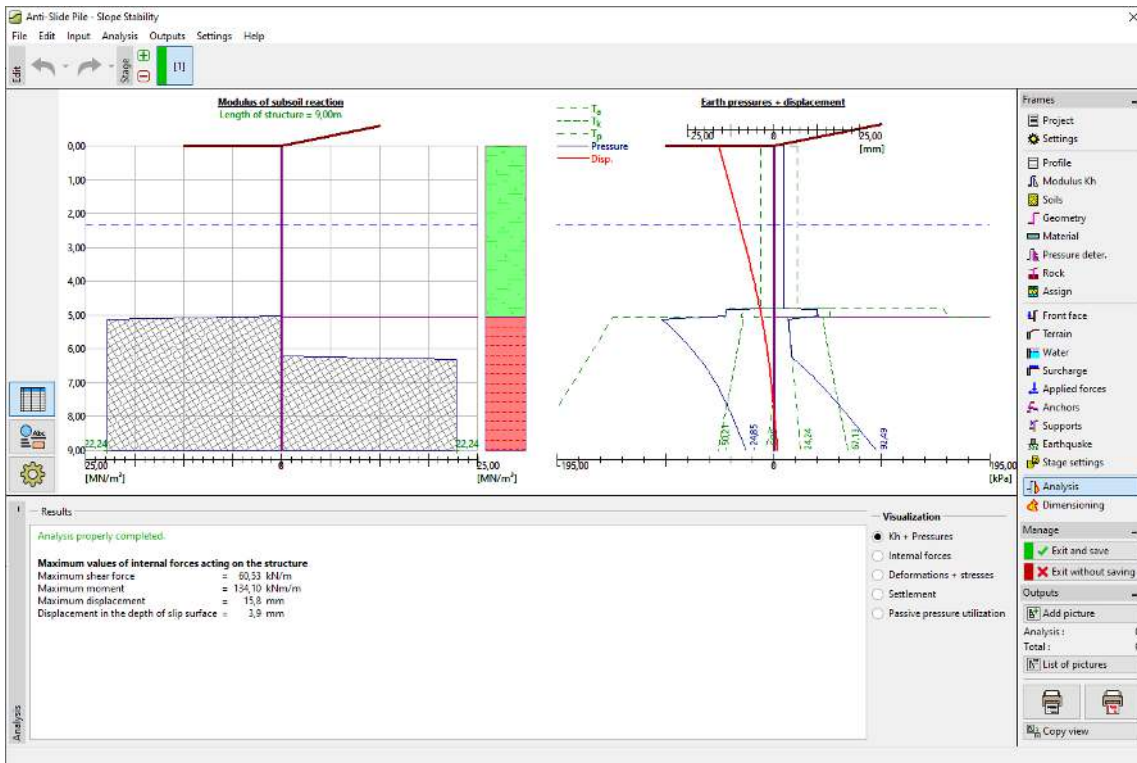 Anti-Slide Pile - Slope Stability
File Edit Input Analysis Outputs Settings Help
Edit
Stage
[1]
Modulus of subsoil reaction
Length of structure = 9,00m
0,00
1,00
2,00
3,00
4,00
5,00
6,00
7,00
8,00
9,00
22,24
22,24
25,00
0
25,00
[MN/m³]
[MN/m³]
Earth pressures + displacement
Ta
Tk
Tp
Pressure
Disp.
-25,00
0
25,00
[mm]
50,21
-24,85
24,24
67,13
92,49
-195,00
0
195,00
[kPa]
Frames
Project
Settings
Profile
Modulus Kh
Soils
Geometry
Material
Pressure deter.
Rock
Assign
Front face
Terrain
Water
Surcharge
Applied forces
Anchors
Supports
Earthquake
Stage settings
Analysis
Dimensioning
Manage
Exit and save
Exit without saving
Outputs
Add picture
Analysis :
Total :
List of pictures
Copy view
Analysis
Results
Analysis properly completed.
Maximum values of internal forces acting on the structure
Maximum shear force = 60,53 kN/m
Maximum moment = 134,10 kNm/m
Maximum displacement = 15,8 mm
Displacement in the depth of slip surface = 3,9 mm
Visualization
Kh + Pressures
Internal forces
Deformations + stresses
Settlement
Passive pressure utilization